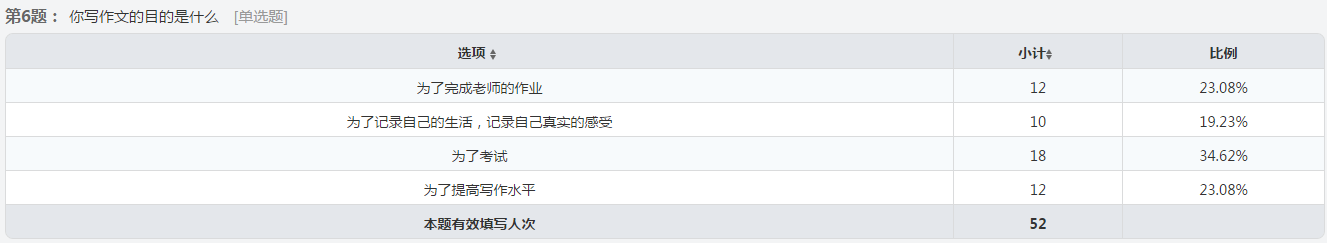 第6题： 你写作文的目的是什么 [单选题]
选项 小计 比例
为了完成老师的作业 12 23.08%
为了记录自己的生活，记录自己真实的感受 10 19.23%
为了考试 18 34.62%
为了提高写作水平 12 23.08%
本题有效填写人次 52